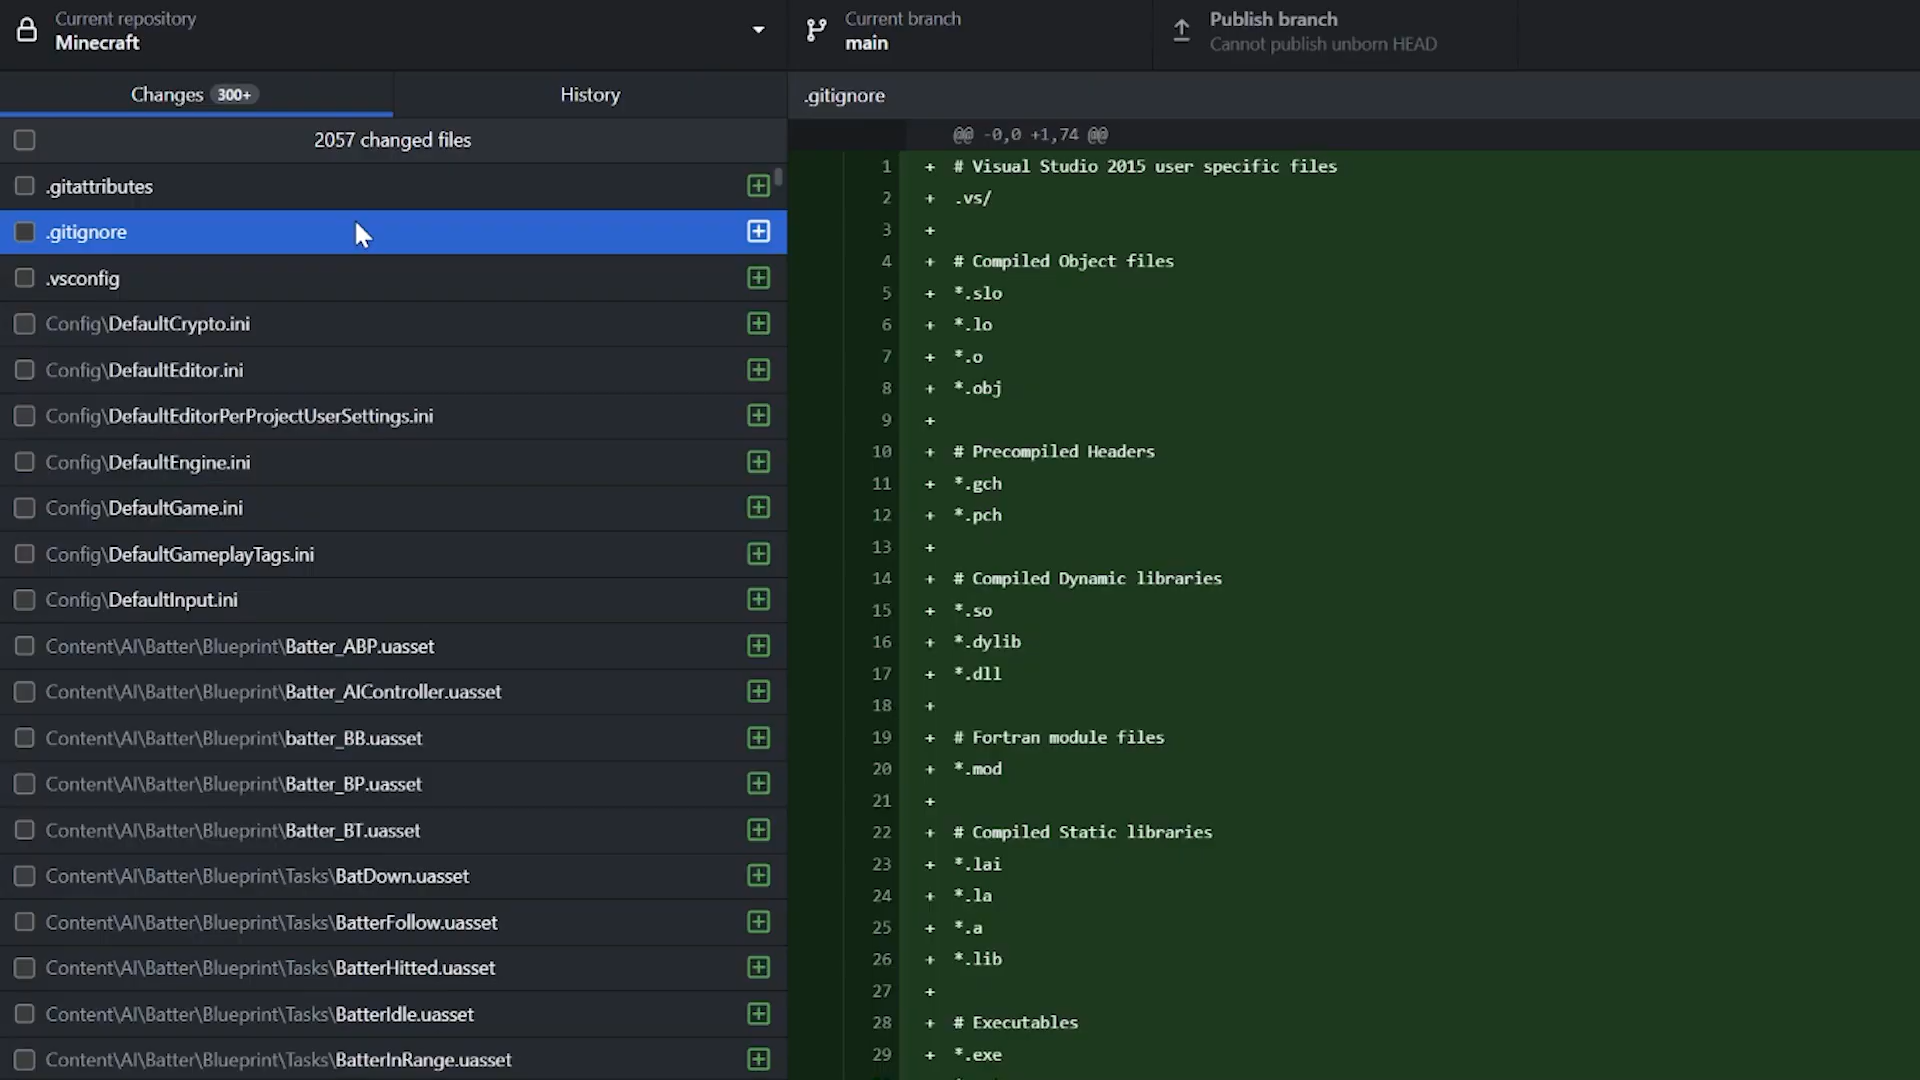 Current repository
Minecraft
Current branch
main
Publish branch
Cannot publish unborn HEAD
Changes 300+
History
2057 changed files
.gitattributes
.gitignore
.vsconfig
Config\DefaultCrypto.ini
Config\DefaultEditor.ini
Config\DefaultEditorPerProjectUserSettings.ini
Config\DefaultEngine.ini
Config\DefaultGame.ini
Config\DefaultGameplayTags.ini
Config\DefaultInput.ini
Content\AI\Batter\Blueprint\Batter_ABP.uasset
Content\AI\Batter\Blueprint\Batter_AIController.uasset
Content\AI\Batter\Blueprint\batter_BB.uasset
Content\AI\Batter\Blueprint\Batter_BP.uasset
Content\AI\Batter\Blueprint\Batter_BT.uasset
Content\AI\Batter\Blueprint\Tasks\BatDown.uasset
Content\AI\Batter\Blueprint\Tasks\BatterFollow.uasset
Content\AI\Batter\Blueprint\Tasks\BatterHitted.uasset
Content\AI\Batter\Blueprint\Tasks\BatterIdle.uasset
Content\AI\Batter\Blueprint\Tasks\BatterInRange.uasset
.gitignore
@@ -0,0 +1,74 @@
1 + # Visual Studio 2015 user specific files
2 + .vs/
3 +
4 + # Compiled Object files
5 + *.slo
6 + *.lo
7 + *.o
8 + *.obj
9 +
10 + # Precompiled Headers
11 + *.gch
12 + *.pch
13 +
14 + # Compiled Dynamic libraries
15 + *.so
16 + *.dylib
17 + *.dll
18 +
19 + # Fortran module files
20 + *.mod
21 +
22 + # Compiled Static libraries
23 + *.lai
24 + *.la
25 + *.a
26 + *.lib
27 +
28 + # Executables
29 + *.exe